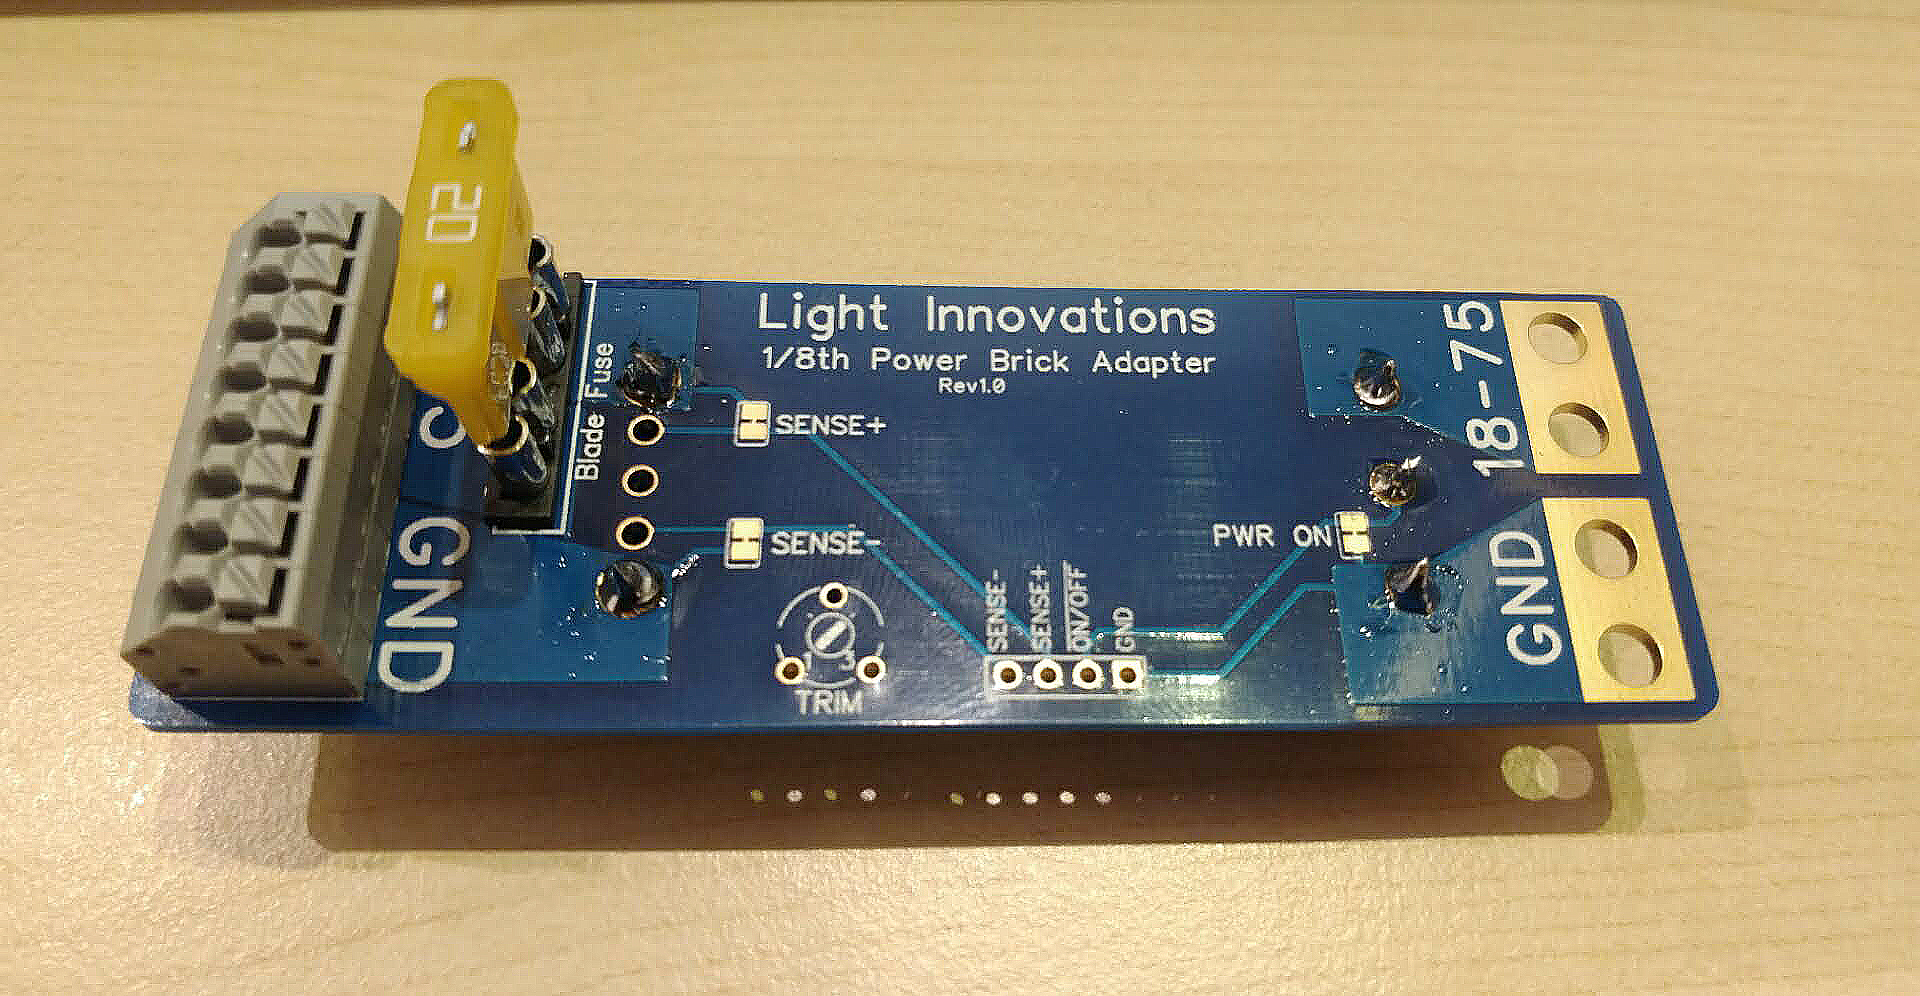 20
Light Innovations
1/8th Power Brick Adapter
Rev1.0
Blade Fuse
SENSE+
SENSE-
GND
TRIM
SENSE-
SENSE+
ON/OFF
GND
PWR ON
18-75
GND